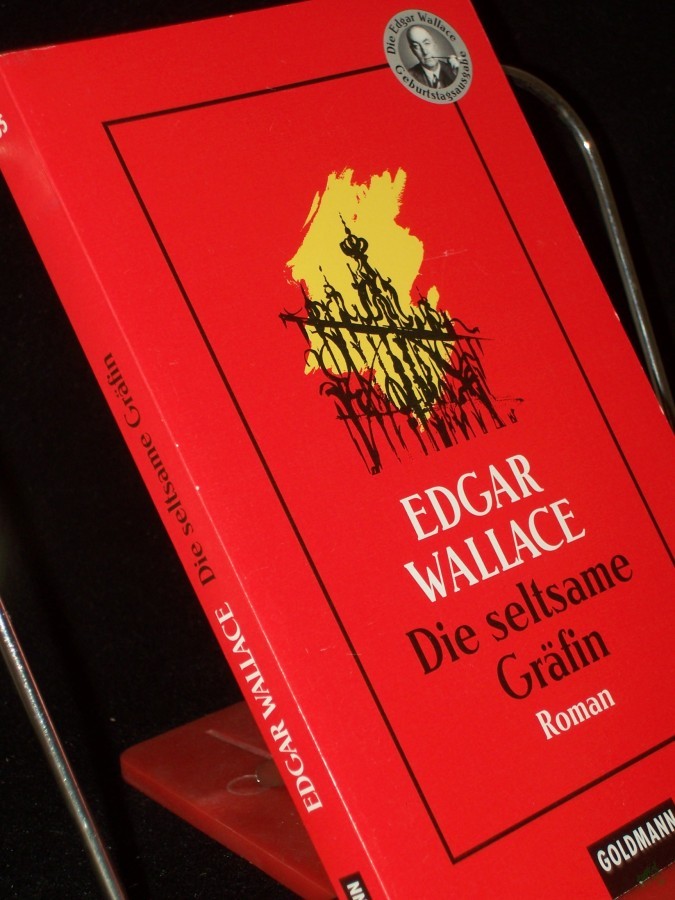 Die Edgar Wallace
Geburtstagsausgabe
EDGAR
WALLACE
Die seltsame
Gräfin
Roman
GOLDMANN
EDGAR WALLACE Die seltsame Gräfin